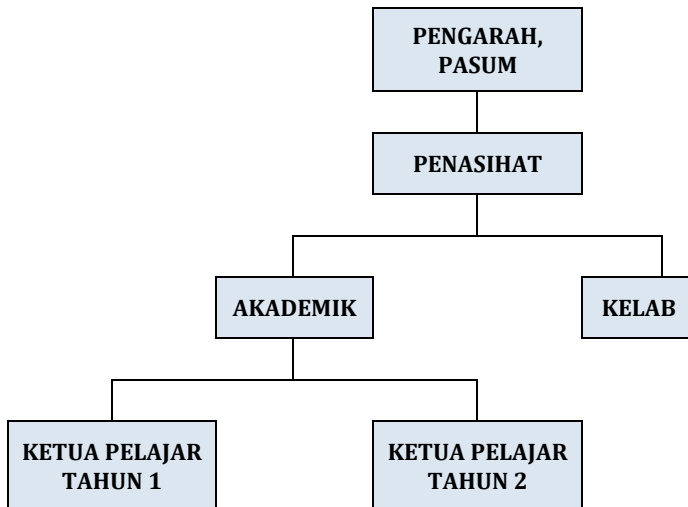 PENGARAH,
PASUM
PENASIHAT
AKADEMIK
KELAB
KETUA PELAJAR
TAHUN 1
KETUA PELAJAR
TAHUN 2